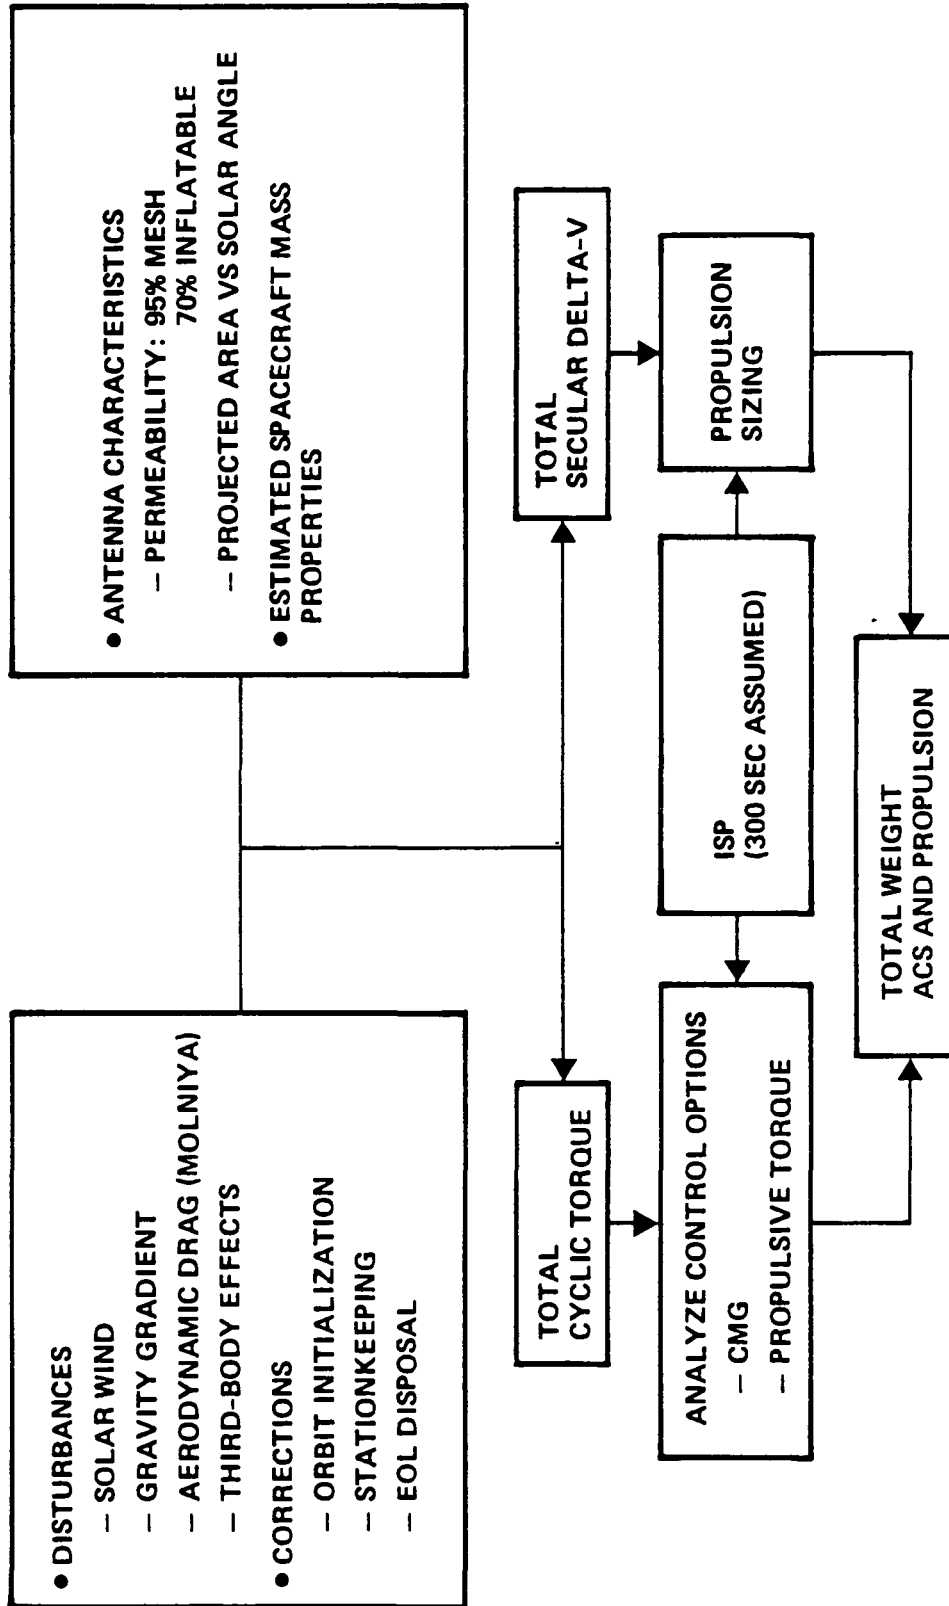 ● DISTURBANCES
– SOLAR WIND
– GRAVITY GRADIENT
– AERODYNAMIC DRAG (MOLNIYA)
– THIRD-BODY EFFECTS
● CORRECTIONS
– ORBIT INITIALIZATION
– STATIONKEEPING
– EOL DISPOSAL
● ANTENNA CHARACTERISTICS
– PERMEABILITY: 95% MESH
70% INFLATABLE
– PROJECTED AREA VS SOLAR ANGLE
● ESTIMATED SPACECRAFT MASS
PROPERTIES
TOTAL
CYCLIC TORQUE
TOTAL
SECULAR DELTA-V
ANALYZE CONTROL OPTIONS
– CMG
– PROPULSIVE TORQUE
ISP
(300 SEC ASSUMED)
PROPULSION
SIZING
TOTAL WEIGHT
ACS AND PROPULSION